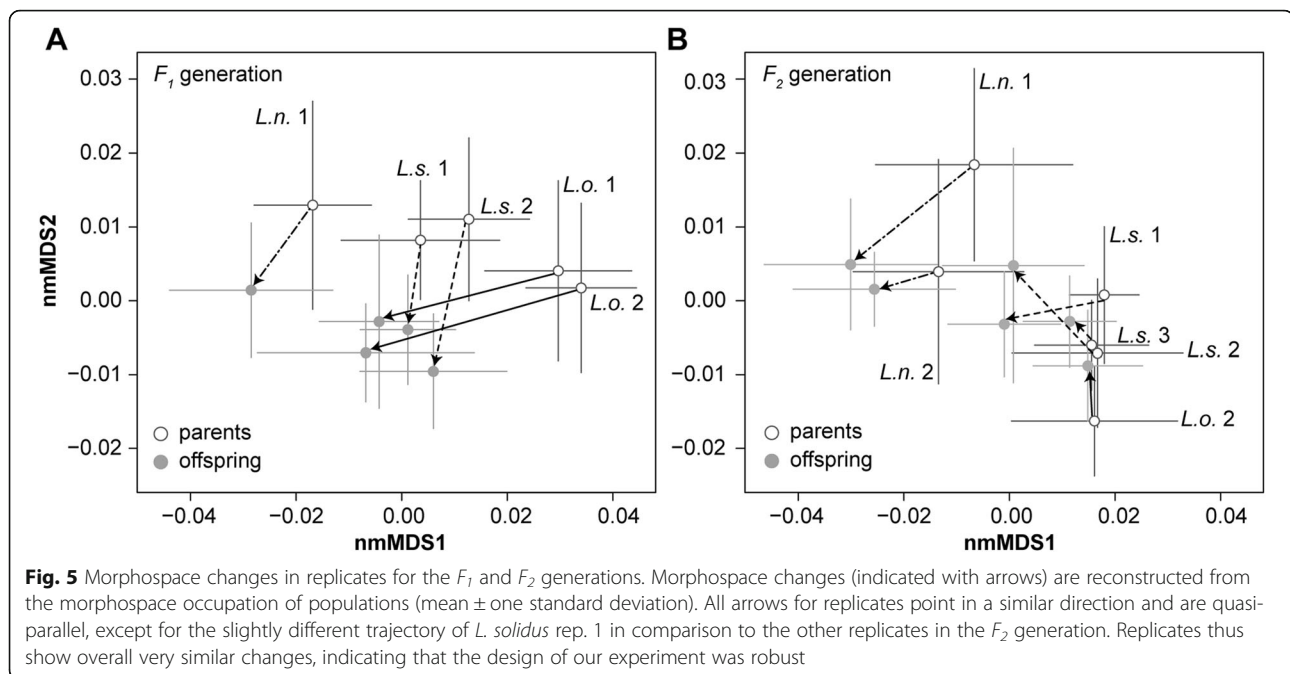 A
B
F1 generation
F2 generation
L.n. 1
L.s. 1
L.s. 2
L.o. 1
L.o. 2
L.n. 1
L.n. 2
L.s. 1
L.s. 3
L.s. 2
L.o. 2
parents
offspring
parents
offspring
nmMDS2
0.03
0.02
0.01
0.00
−0.01
−0.02
0.03
0.02
0.01
0.00
−0.01
−0.02
−0.04 −0.02 0.00 0.02 0.04
−0.04 −0.02 0.00 0.02 0.04
nmMDS1
nmMDS1
Fig. 5 Morphospace changes in replicates for the F1 and F2 generations. Morphospace changes (indicated with arrows) are reconstructed from
the morphospace occupation of populations (mean ± one standard deviation). All arrows for replicates point in a similar direction and are quasi-
parallel, except for the slightly different trajectory of L. solidus rep. 1 in comparison to the other replicates in the F2 generation. Replicates thus
show overall very similar changes, indicating that the design of our experiment was robust